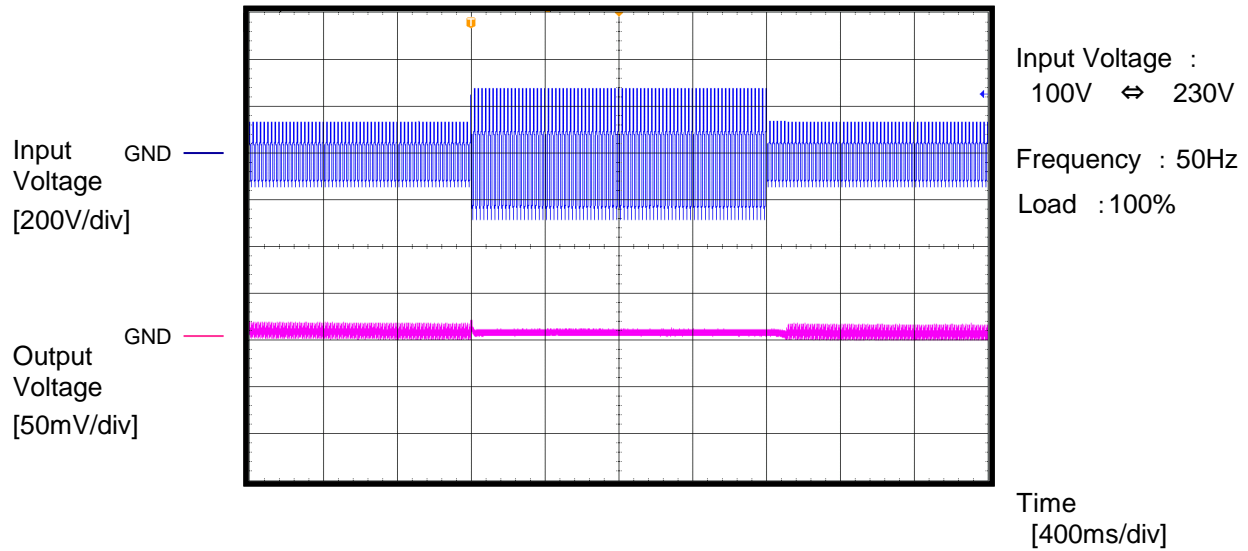 T
Input Voltage :
100V ⇔ 230V
Input GND
Voltage
[200V/div]
Frequency : 50Hz
Load :100%
GND
Output
Voltage
[50mV/div]
Time
[400ms/div]